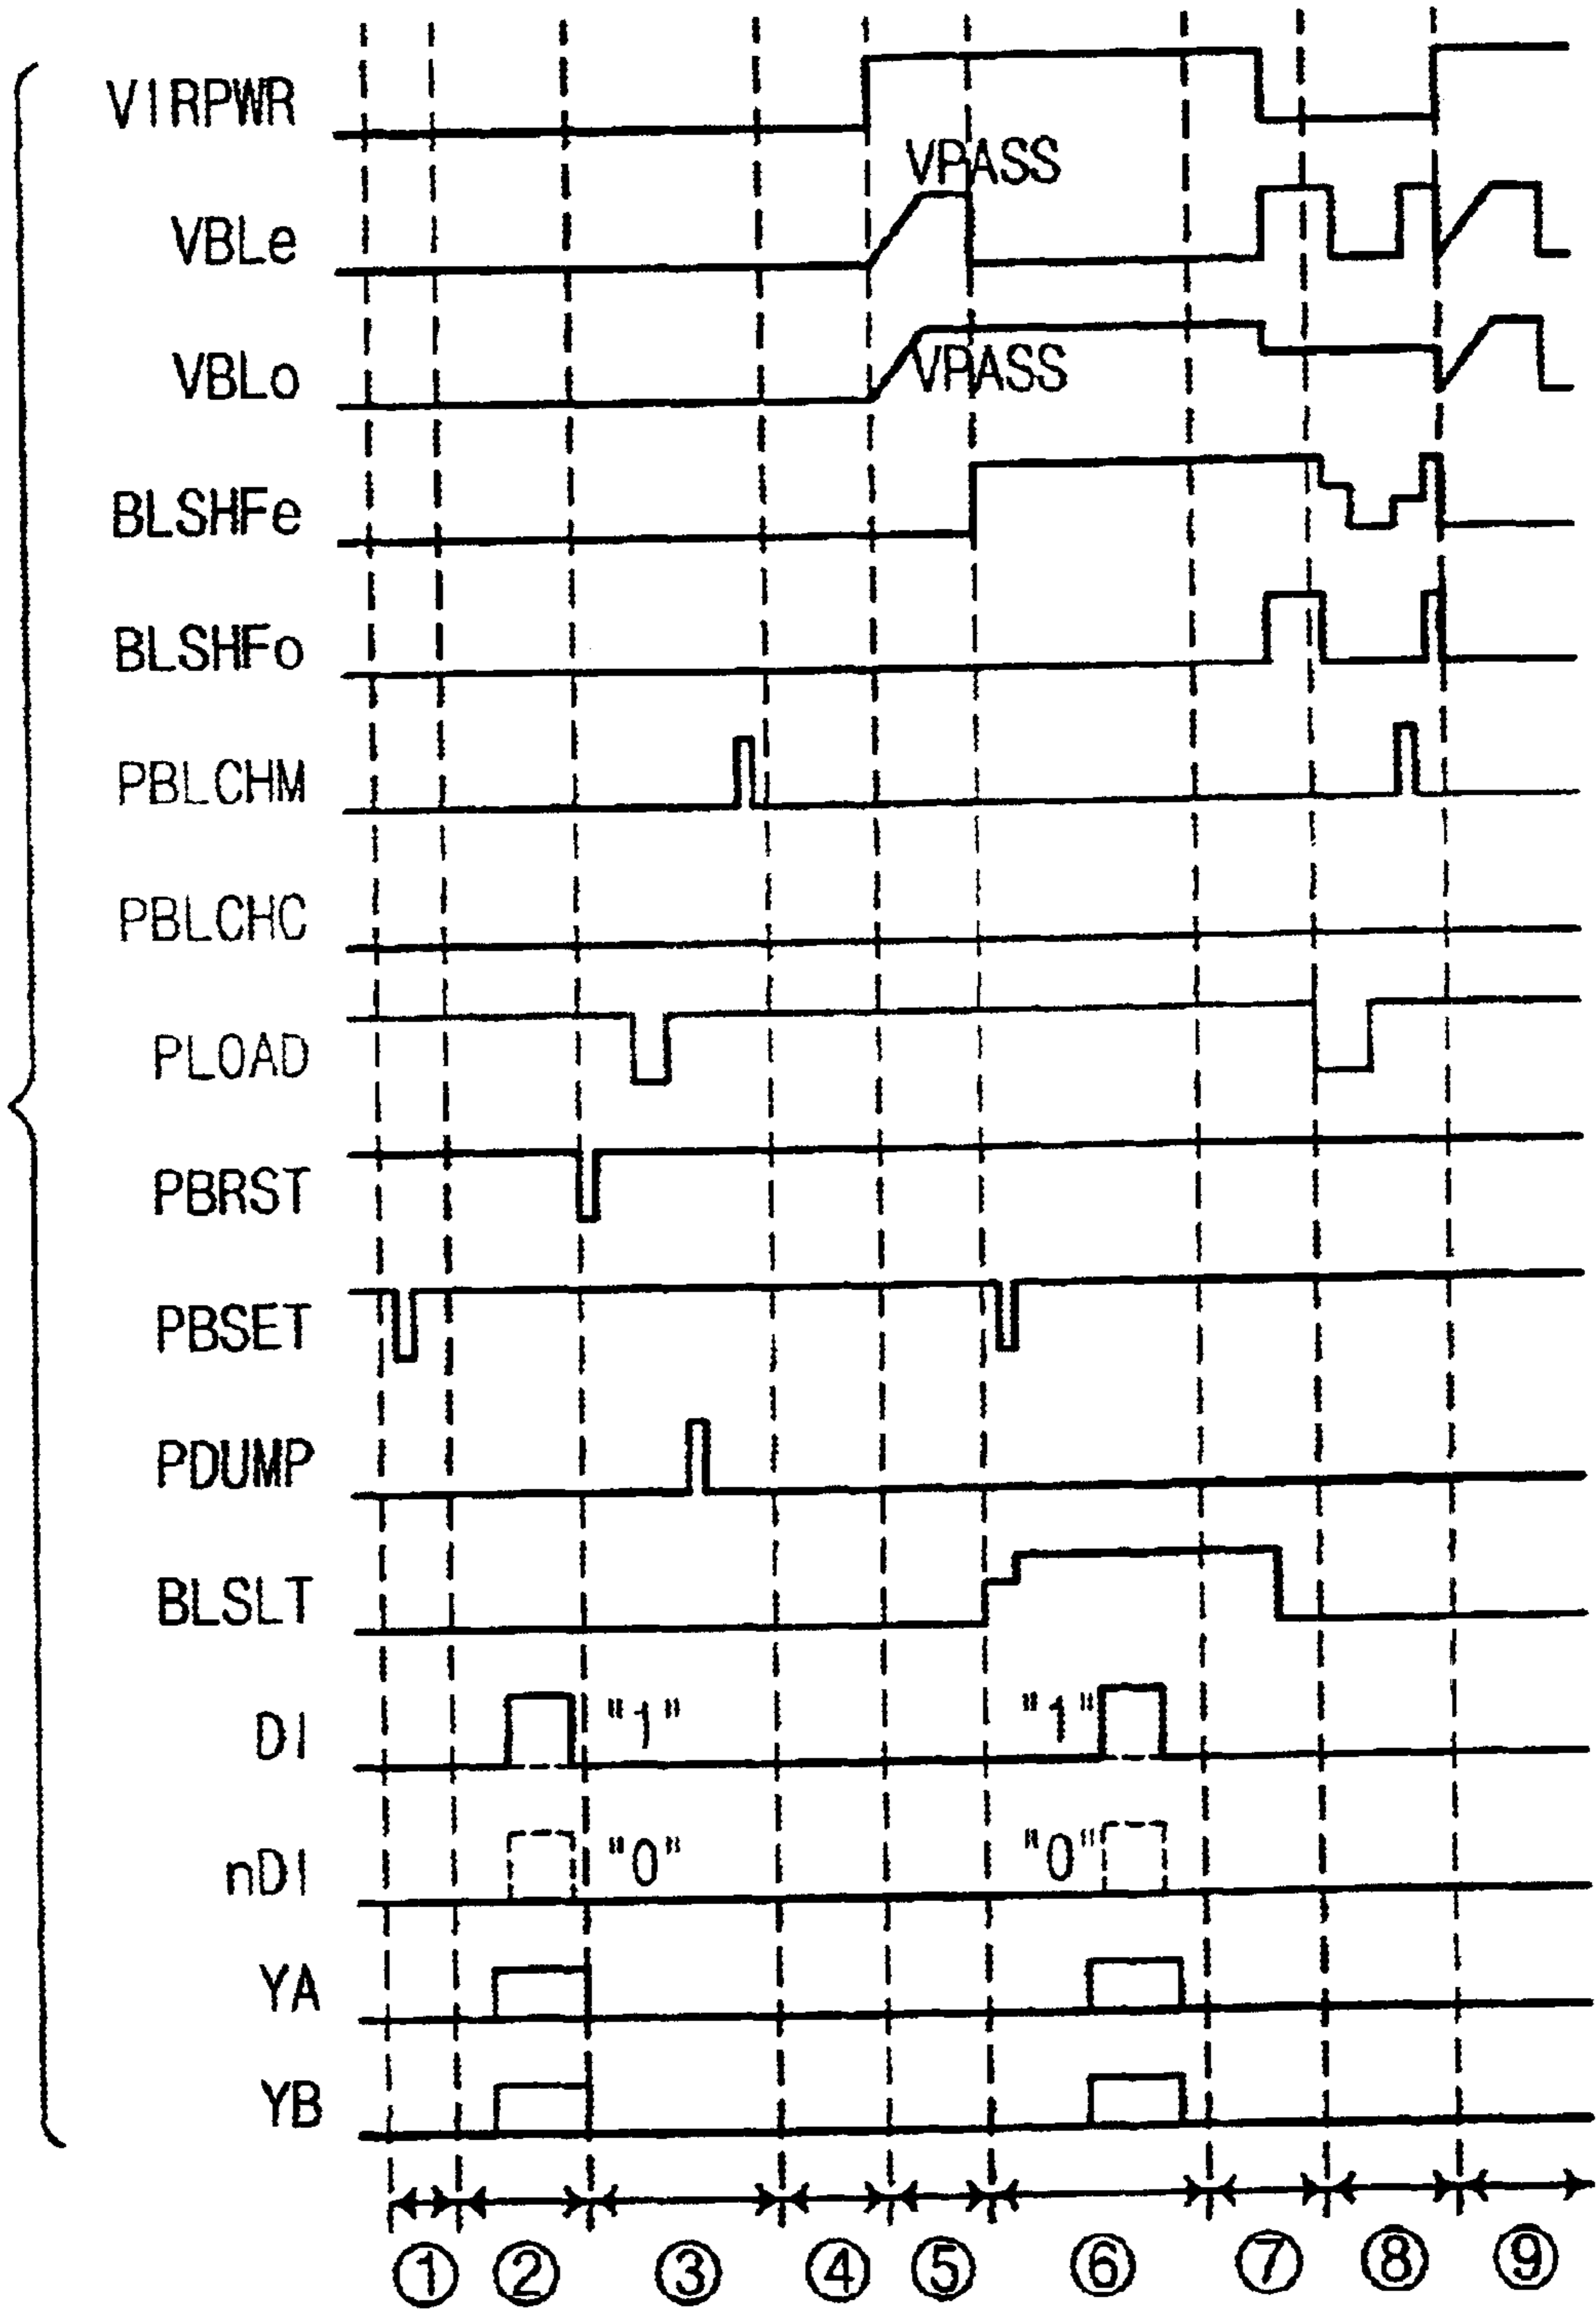 VIRPWR
VPASS
VBLe
VBLo
VPASS
BLSHFe
BLSHFo
PBLCHM
PBLCHC
PLOAD
PBRST
PBSET
PDUMP
BLSLT
DI "1" "1"
nDI "0" "0"
YA
YB
① ② ③ ④ ⑤ ⑥ ⑦ ⑧ ⑨